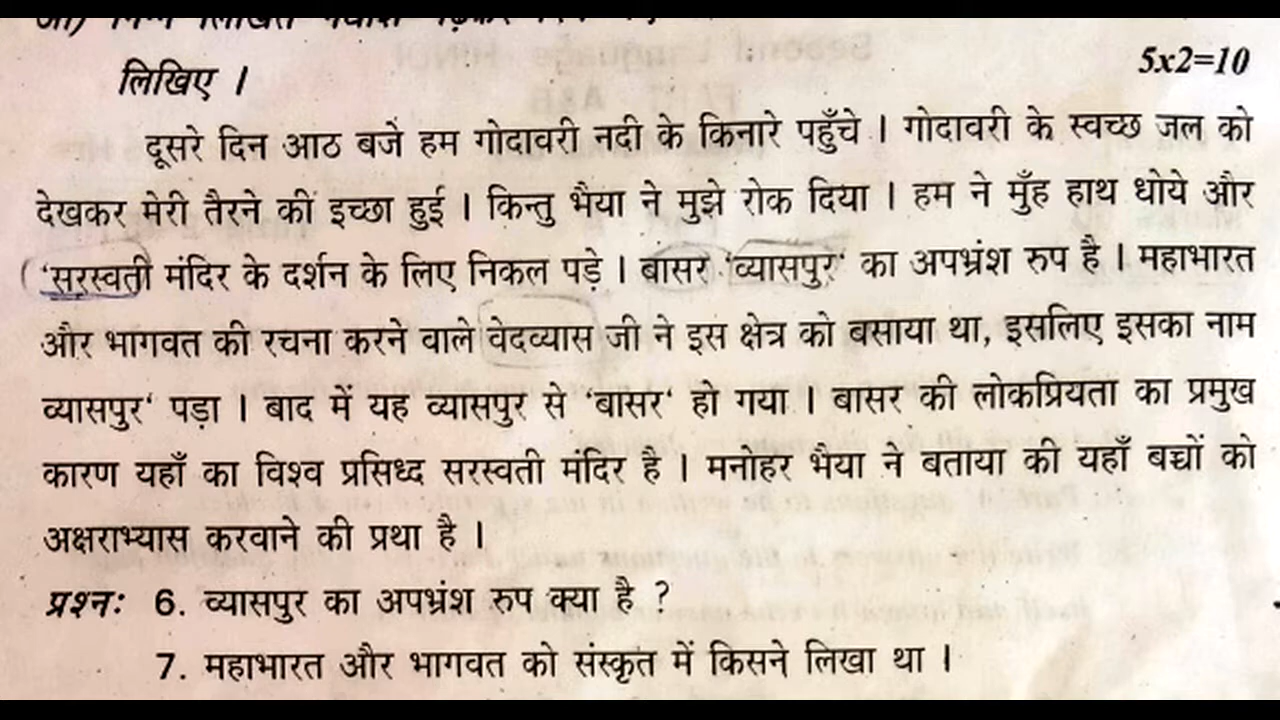 लिखिए ।
5x2=10
दूसरे दिन आठ बजे हम गोदावरी नदी के किनारे पहुँचे । गोदावरी के स्वच्छ जल को
देखकर मेरी तैरने की इच्छा हुई । किन्तु भैया ने मुझे रोक दिया । हम ने मुँह हाथ धोये और
'सरस्वती मंदिर के दर्शन के लिए निकल पड़े । बासर 'व्यासपुर' का अपभ्रंश रुप है । महाभारत
और भागवत की रचना करने वाले वेदव्यास जी ने इस क्षेत्र को बसाया था, इसलिए इसका नाम
व्यासपुर' पड़ा । बाद में यह व्यासपुर से 'बासर' हो गया । बासर की लोकप्रियता का प्रमुख
कारण यहाँ का विश्व प्रसिध्द सरस्वती मंदिर है । मनोहर भैया ने बताया की यहाँ बच्चों को
अक्षराभ्यास करवाने की प्रथा है ।
प्रश्नः 6. व्यासपुर का अपभ्रंश रुप क्या है ?
7. महाभारत और भागवत को संस्कृत में किसने लिखा था ।